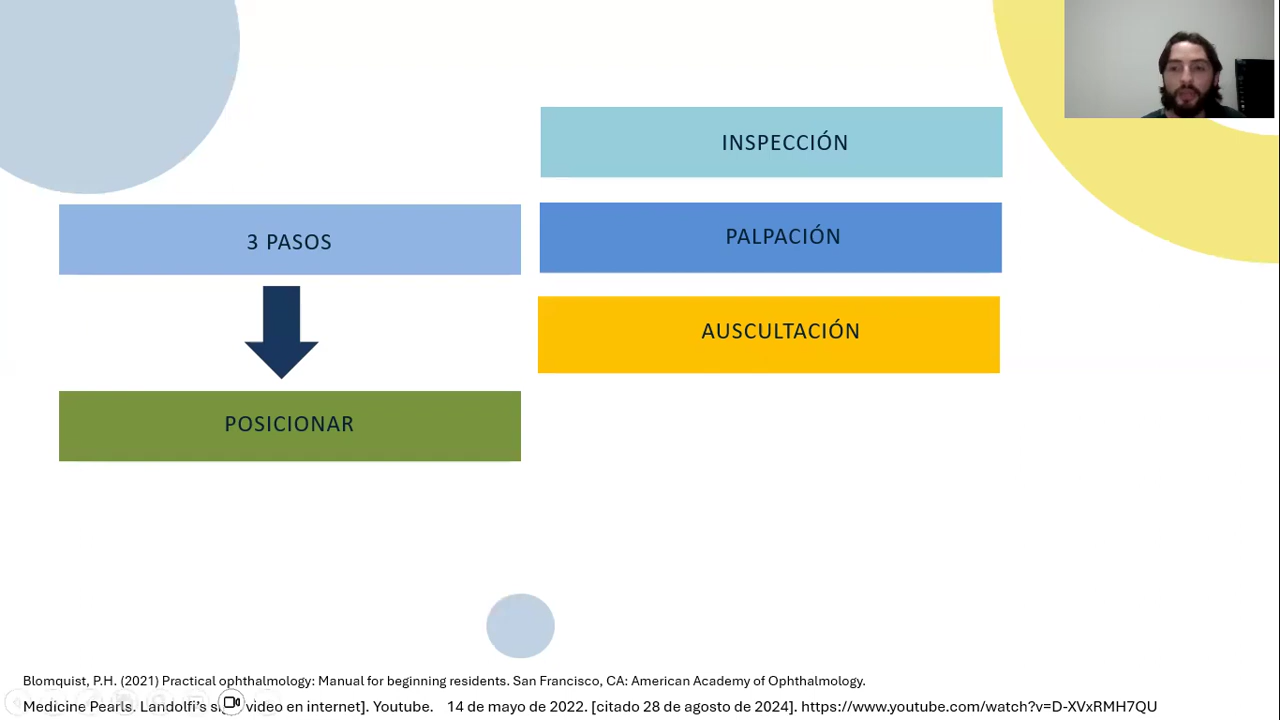 INSPECCIÓN
3 PASOS
PALPACIÓN
AUSCULTACIÓN
POSICIONAR
Blomquist, P.H. (2021) Practical ophthalmology: Manual for beginning residents. San Francisco, CA: American Academy of Ophthalmology.
Medicine Pearls. Landolfi's video en internet]. Youtube. 14 de mayo de 2022. [citado 28 de agosto de 2024]. https://www.youtube.com/watch?v=D-XVxRMH7QU